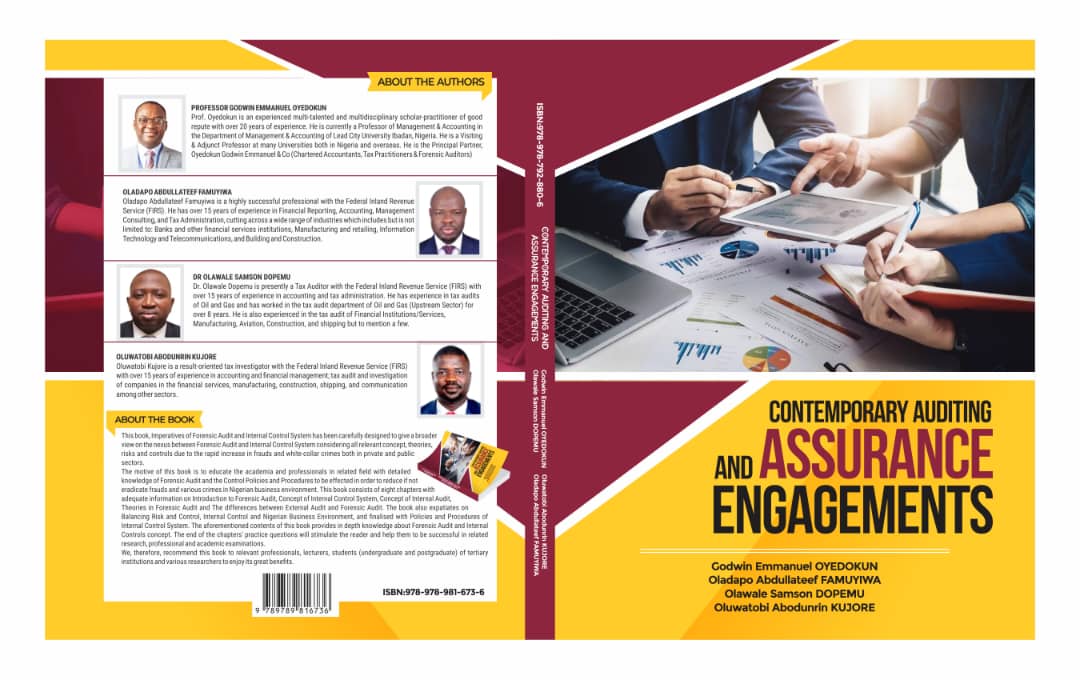 ABOUT THE AUTHORS
PROFESSOR GODWIN EMMANUEL OYEDOKUN
Prof. Oyedokun is an experienced multi-talented and multidisciplinary scholar-practitioner of good
repute with over 20 years of experience. He is currently a Professor of Management & Accounting in
the Department of Management & Accounting of Lead City University Ibadan, Nigeria. He is a Visiting
& Adjunct Professor at many Universities both in Nigeria and overseas. He is the Principal Partner,
Oyedokun Godwin Emmanuel & Co (Chartered Accountants, Tax Practitioners & Forensic Auditors)
OLADAPO ABDULLATEEF FAMUYIWA
Oladapo Abdullateef Famuyiwa is a highly successful professional with the Federal Inland Revenue
Service (FIRS). He has over 15 years of experience in Financial Reporting, Accounting, Management
Consulting, and Tax Administration, cutting across a wide range of industries which includes but is not
limited to: Banks and other financial services institutions, Manufacturing and retailing, Information
Technology and Telecommunications, and Building and Construction.
DR OLAWALE SAMSON DOPEMU
Dr. Olawale Dopemu is presently a Tax Auditor with the Federal Inland Revenue Service (FIRS) with
over 15 years of experience in accounting and tax administration. He has experience in tax audits
of Oil and Gas and has worked in the tax audit department of Oil and Gas (Upstream Sector) for
over 8 years. He is also experienced in the tax audit of Financial Institutions/Services,
Manufacturing, Aviation, Construction, and shipping but to mention a few.
OLUWATOBI ABODUNRIN KUJORE
Oluwatobi Kujore is a result-oriented tax investigator with the Federal Inland Revenue Service (FIRS)
with over 15 years of experience in accounting and financial management, tax audit and investigation
of companies in the financial services, manufacturing, construction, shipping, and communication
among other sectors.
ABOUT THE BOOK
This book, Imperatives of Forensic Audit and Internal Control System has been carefully designed to give a broader
view on the nexus between Forensic Audit and Internal Control System considering all relevant concept, theories,
risks and controls due to the rapid increase in frauds and white-collar crimes both in private and public
sectors.
The motive of this book is to educate the academia and professionals in related field with detailed
knowledge of Forensic Audit and the Control Policies and Procedures to be effected in order to reduce if not
eradicate frauds and various crimes in Nigerian business environment. This book consists of eight chapters with
adequate information on Introduction to Forensic Audit, Concept of Internal Control System, Concept of Internal Audit,
Theories in Forensic Audit and The differences between External Audit and Forensic Audit. The book also expatiates on
Balancing Risk and Control, Internal Control and Nigerian Business Environment, and finalised with Policies and Procedures of
Internal Control System. The aforementioned contents of this book provides in depth knowledge about Forensic Audit and Internal
Controls concept. The end of the chapters' practice questions will stimulate the reader and help them to be successful in related
research, professional and academic examinations.
We, therefore, recommend this book to relevant professionals, lecturers, students (undergraduate and postgraduate) of tertiary
institutions and various researchers to enjoy its great benefits.
9 789789 816736
ISBN:978-978-981-673-6
ISBN:978-978-792-880-6
CONTEMPORARY AUDITING AND
ASSURANCE ENGAGEMENTS
Godwin Emmanuel OYEDOKUN Oluwatobi Abodunrin KUJORE
Olawale Samson DOPEMU Oladapo Abdullateef FAMUYIWA
CONTEMPORARY AUDITING
AND ASSURANCE
ENGAGEMENTS
Godwin Emmanuel OYEDOKUN
Oladapo Abdullateef FAMUYIWA
Olawale Samson DOPEMU
Oluwatobi Abodunrin KUJORE